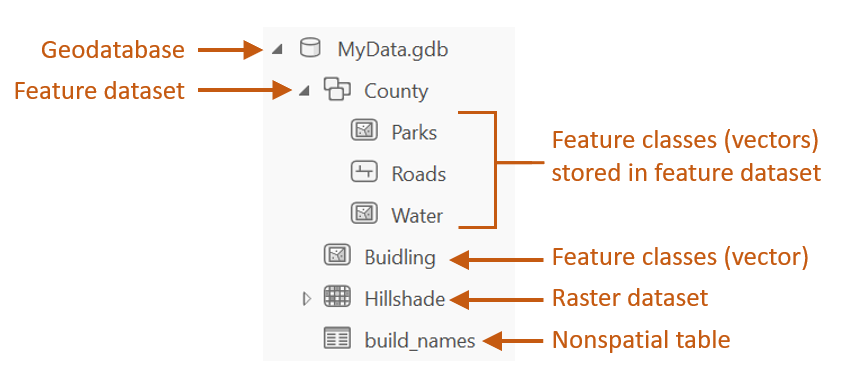 Geodatabase MyData.gdb
Feature dataset County
Parks
Feature classes (vectors)
Roads
stored in feature dataset
Water
Buidling Feature classes (vector)
Hillshade Raster dataset
build_names Nonspatial table